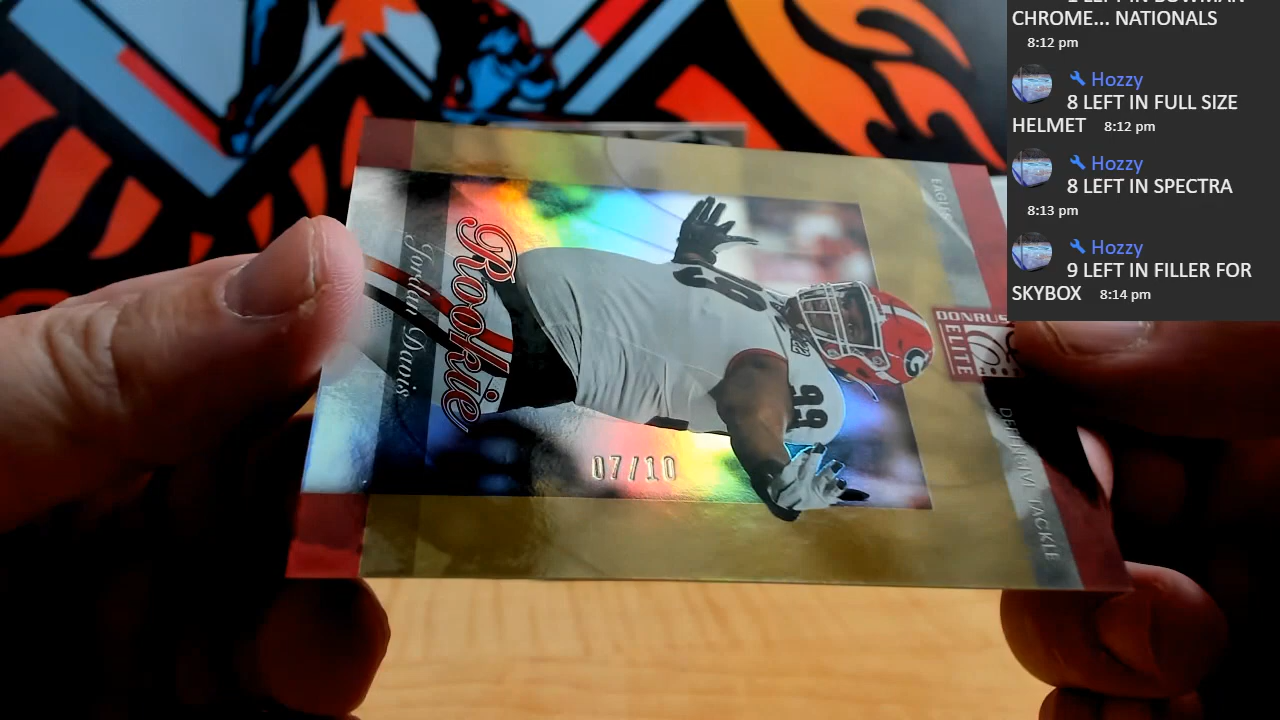 CHROME... NATIONALS
8:12 pm
Hozzy
8 LEFT IN FULL SIZE
HELMET 8:12 pm
Hozzy
8 LEFT IN SPECTRA
8:13 pm
Hozzy
9 LEFT IN FILLER FOR
SKYBOX 8:14 pm
Rookie
Jordan Davis
07/10
99
99
DONRUSS
ELITE
DEFENSIVE TACKLE